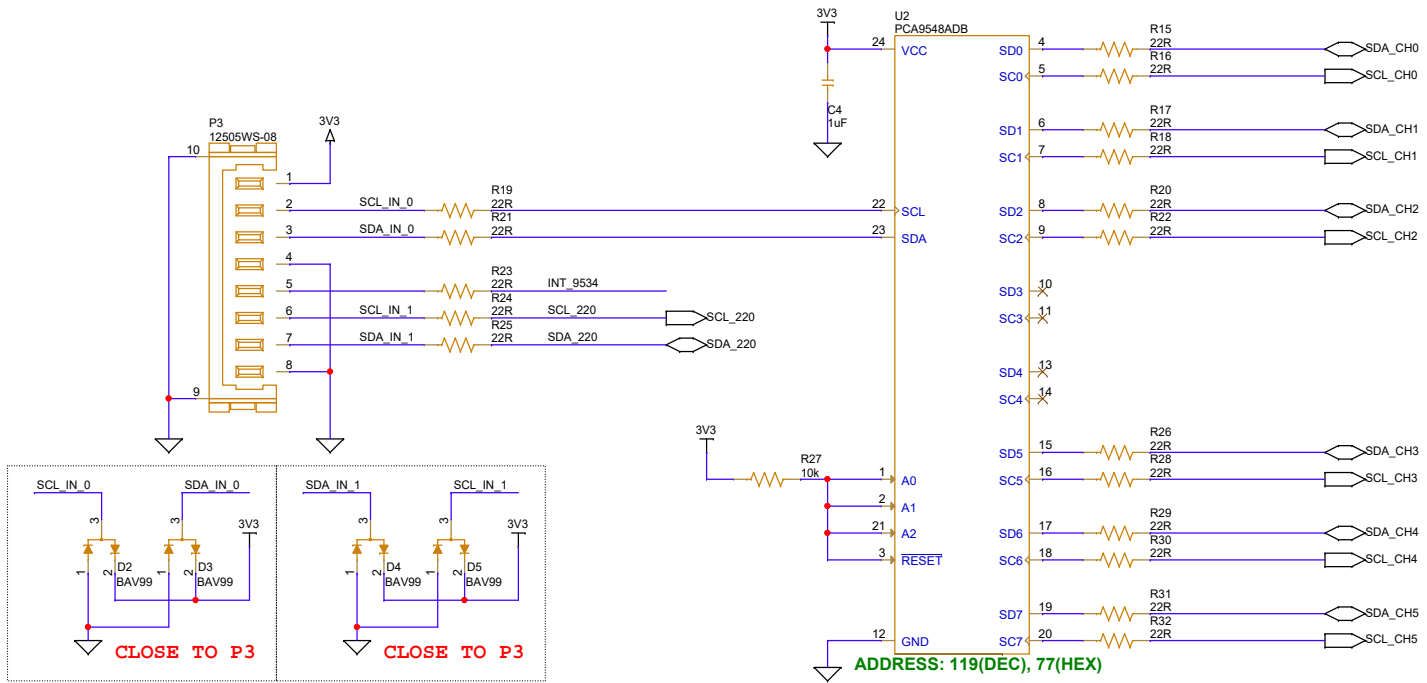 P3
12505WS-08
3V3
10
1
2
3
4
5
6
7
8
9
SCL_IN_0
SDA_IN_0
SCL_IN_1
SDA_IN_1
R19
22R
R21
22R
R23
22R
R24
22R
R25
22R
INT_9534
SCL_220
SDA_220
SCL_220
SDA_220
3V3
C4
1uF
U2
PCA9548ADB
24
VCC
22
SCL
23
SDA
3V3
R27
10k
1
A0
2
A1
21
A2
3
RESET
12
GND
SD0
4
SC0
5
SD1
6
SC1
7
SD2
8
SC2
9
SD3
10
SC3
11
SD4
13
SC4
14
SD5
15
SC5
16
SD6
17
SC6
18
SD7
19
SC7
20
R15
22R
R16
22R
R17
22R
R18
22R
R20
22R
R22
22R
R26
22R
R28
22R
R29
22R
R30
22R
R31
22R
R32
22R
SDA_CH0
SCL_CH0
SDA_CH1
SCL_CH1
SDA_CH2
SCL_CH2
SDA_CH3
SCL_CH3
SDA_CH4
SCL_CH4
SDA_CH5
SCL_CH5
ADDRESS: 119(DEC), 77(HEX)
SCL_IN_0
SDA_IN_0
3V3
3
3
1
2
D2
BAV99
1
2
D3
BAV99
CLOSE TO P3
SDA_IN_1
SCL_IN_1
3V3
3
3
1
2
D4
BAV99
1
2
D5
BAV99
CLOSE TO P3